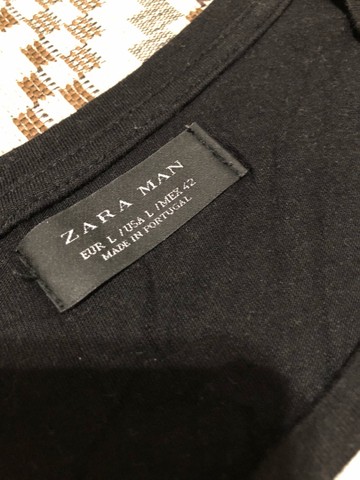 ZARA MAN
EUR L / USA L / MEX 42
MADE IN PORTUGAL